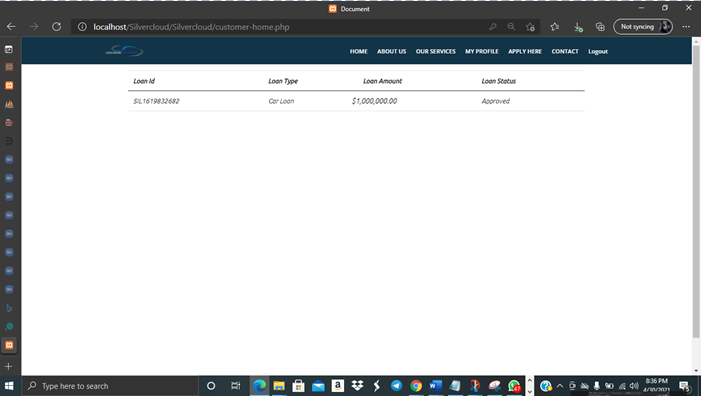 Document
localhost/Silvercloud/Silvercloud/customer-home.php
Not syncing
HOME ABOUT US OUR SERVICES MY PROFILE APPLY HERE CONTACT Logout
Loan Id Loan Type Loan Amount Loan Status
SIL1619832682 Car Loan $1,000,000.00 Approved
Type here to search
8:36 PM
4/30/2021